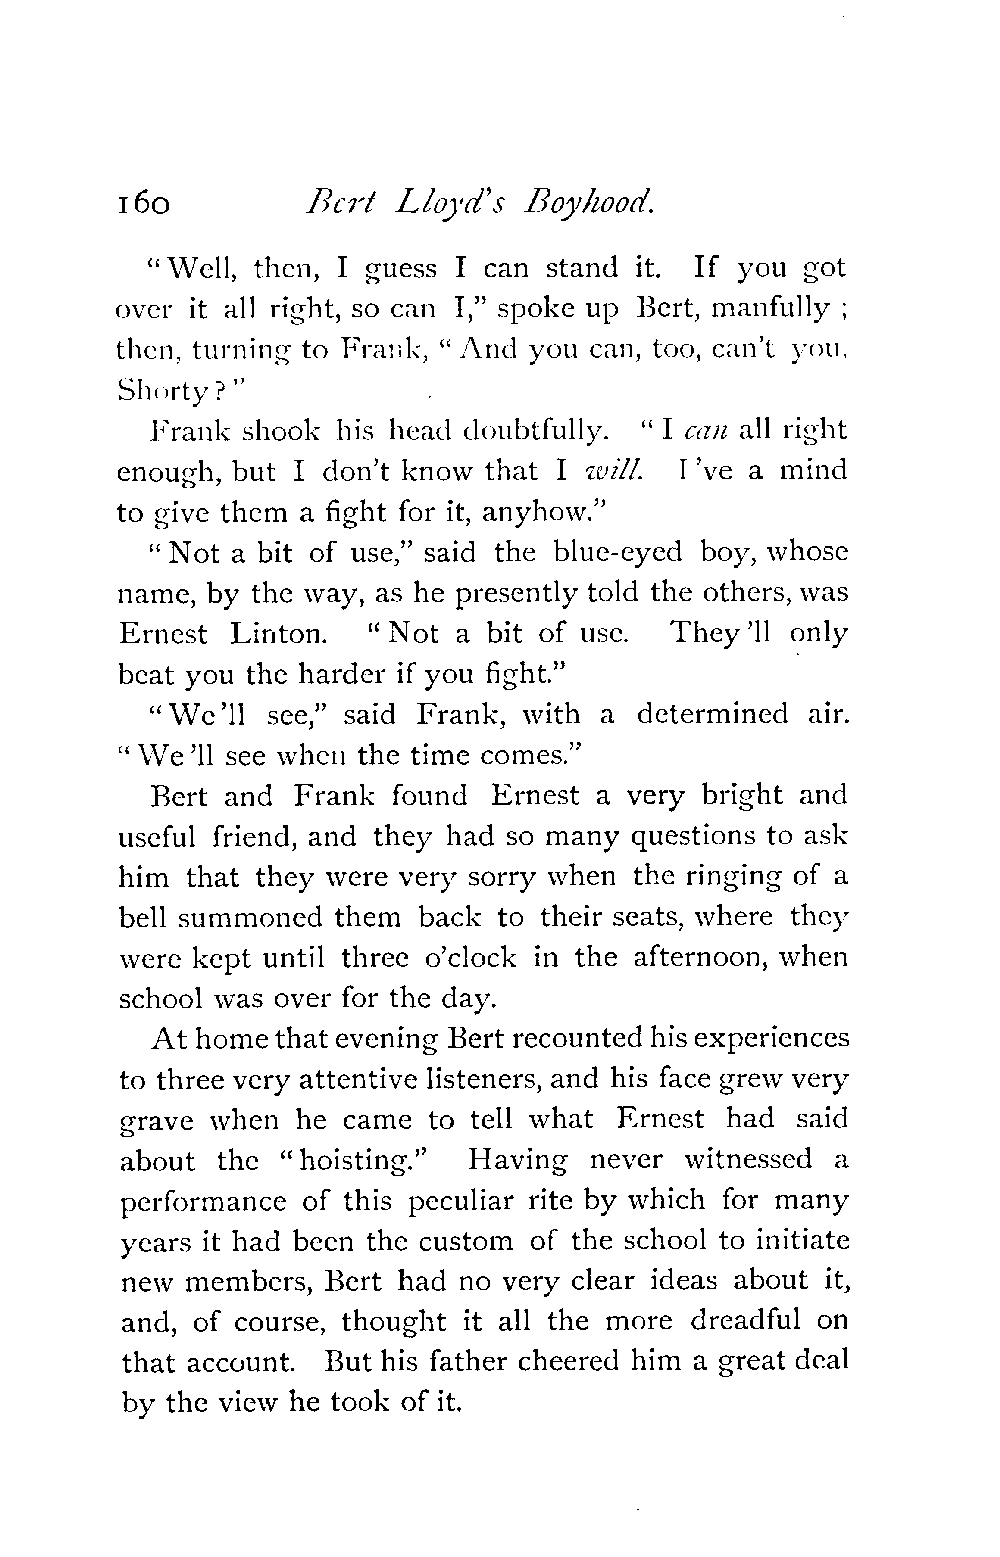 160 Bert Lloyd's Boyhood.
"Well, then, I guess I can stand it. If you got
over it all right, so can I," spoke up Bert, manfully ;
then, turning to Frank, "And you can, too, can't you,
Shorty?"
Frank shook his head doubtfully. "I can all right
enough, but I don't know that I will. I 've a mind
to give them a fight for it, anyhow."
"Not a bit of use," said the blue-eyed boy, whose
name, by the way, as he presently told the others, was
Ernest Linton. "Not a bit of use. They 'll only
beat you the harder if you fight."
"We 'll see," said Frank, with a determined air.
"We 'll see when the time comes."
Bert and Frank found Ernest a very bright and
useful friend, and they had so many questions to ask
him that they were very sorry when the ringing of a
bell summoned them back to their seats, where they
were kept until three o'clock in the afternoon, when
school was over for the day.
At home that evening Bert recounted his experiences
to three very attentive listeners, and his face grew very
grave when he came to tell what Ernest had said
about the "hoisting." Having never witnessed a
performance of this peculiar rite by which for many
years it had been the custom of the school to initiate
new members, Bert had no very clear ideas about it,
and, of course, thought it all the more dreadful on
that account. But his father cheered him a great deal
by the view he took of it.